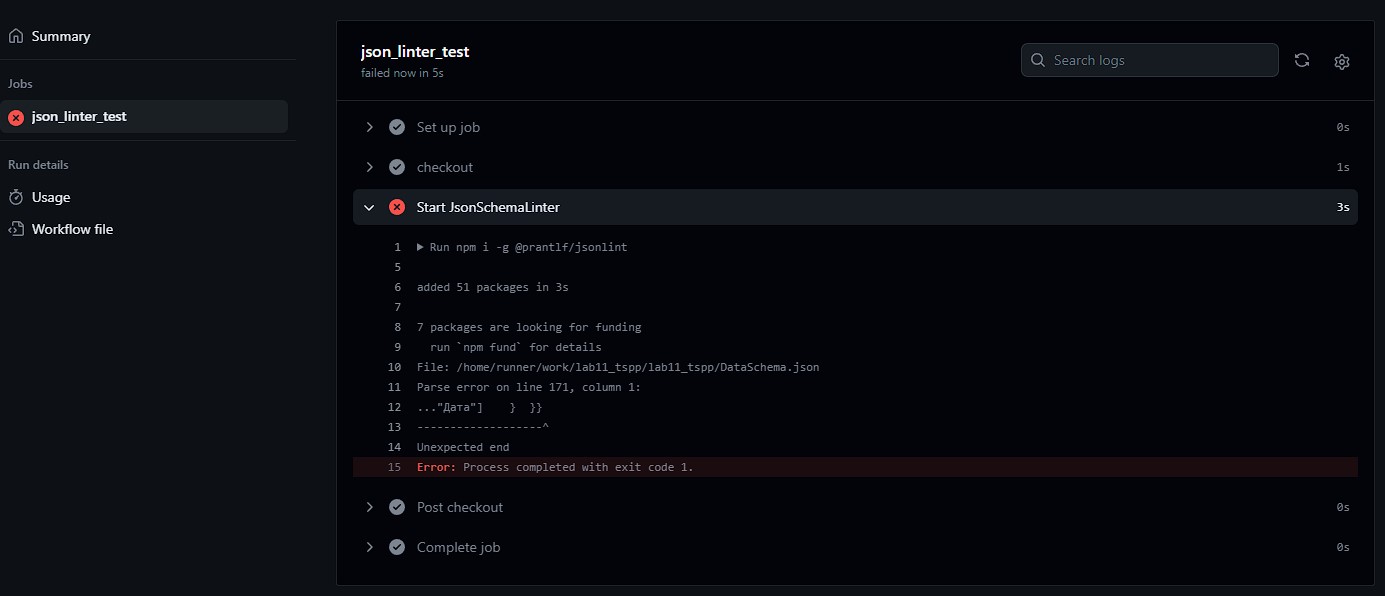 Summary
Jobs
json_linter_test
Run details
Usage
Workflow file
json_linter_test
failed now in 5s
Search logs
Set up job 0s
checkout 1s
Start JsonSchemaLinter 3s
1 Run npm i -g @prantlf/jsonlint
5
6 added 51 packages in 3s
7
8 7 packages are looking for funding
9 run `npm fund` for details
10 File: /home/runner/work/lab11_tspp/lab11_tspp/DataSchema.json
11 Parse error on line 171, column 1:
12 ..."Дата"]    }  }}
13 -------------------^
14 Unexpected end
15 Error: Process completed with exit code 1.
Post checkout 0s
Complete job 0s